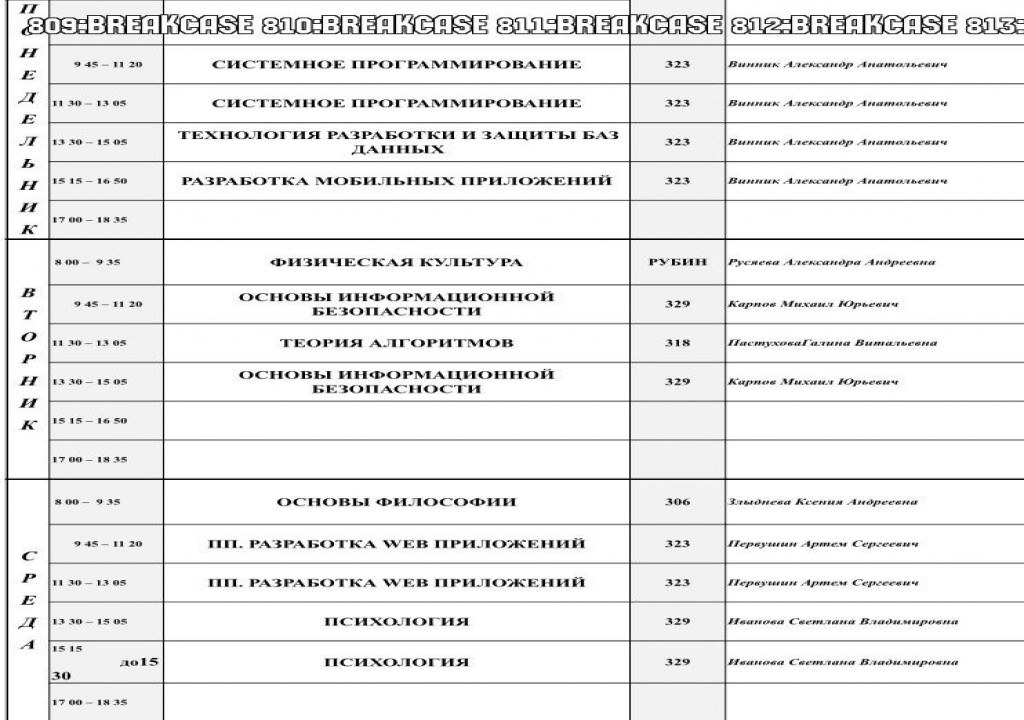 809:BREAKCASE 810:BREAKCASE 811:BREAKCASE 812:BREAKCASE 813:
ПОНЕДЕЛЬНИК
9 45 – 11 20 СИСТЕМНОЕ ПРОГРАММИРОВАНИЕ 323 Винник Александр Анатольевич
11 30 – 13 05 СИСТЕМНОЕ ПРОГРАММИРОВАНИЕ 323 Винник Александр Анатольевич
13 30 – 15 05 ТЕХНОЛОГИЯ РАЗРАБОТКИ И ЗАЩИТЫ БАЗ
ДАННЫХ 323 Винник Александр Анатольевич
15 15 – 16 50 РАЗРАБОТКА МОБИЛЬНЫХ ПРИЛОЖЕНИЙ 323 Винник Александр Анатольевич
17 00 – 18 35
ВТОРНИК
8 00 – 9 35 ФИЗИЧЕСКАЯ КУЛЬТУРА РУБИН Русяева Александра Андреевна
9 45 – 11 20 ОСНОВЫ ИНФОРМАЦИОННОЙ
БЕЗОПАСНОСТИ 329 Карпов Михаил Юрьевич
11 30 – 13 05 ТЕОРИЯ АЛГОРИТМОВ 318 ПастуховаГалина Витальевна
13 30 – 15 05 ОСНОВЫ ИНФОРМАЦИОННОЙ
БЕЗОПАСНОСТИ 329 Карпов Михаил Юрьевич
15 15 – 16 50
17 00 – 18 35
СРЕДА
8 00 – 9 35 ОСНОВЫ ФИЛОСОФИИ 306 Злыднева Ксения Андреевна
9 45 – 11 20 ПП. РАЗРАБОТКА WEB ПРИЛОЖЕНИЙ 323 Первушин Артем Сергеевич
11 30 – 13 05 ПП. РАЗРАБОТКА WEB ПРИЛОЖЕНИЙ 323 Первушин Артем Сергеевич
13 30 – 15 05 ПСИХОЛОГИЯ 329 Иванова Светлана Владимировна
15 15
до15 ПСИХОЛОГИЯ 329 Иванова Светлана Владимировна
30
17 00 – 18 35